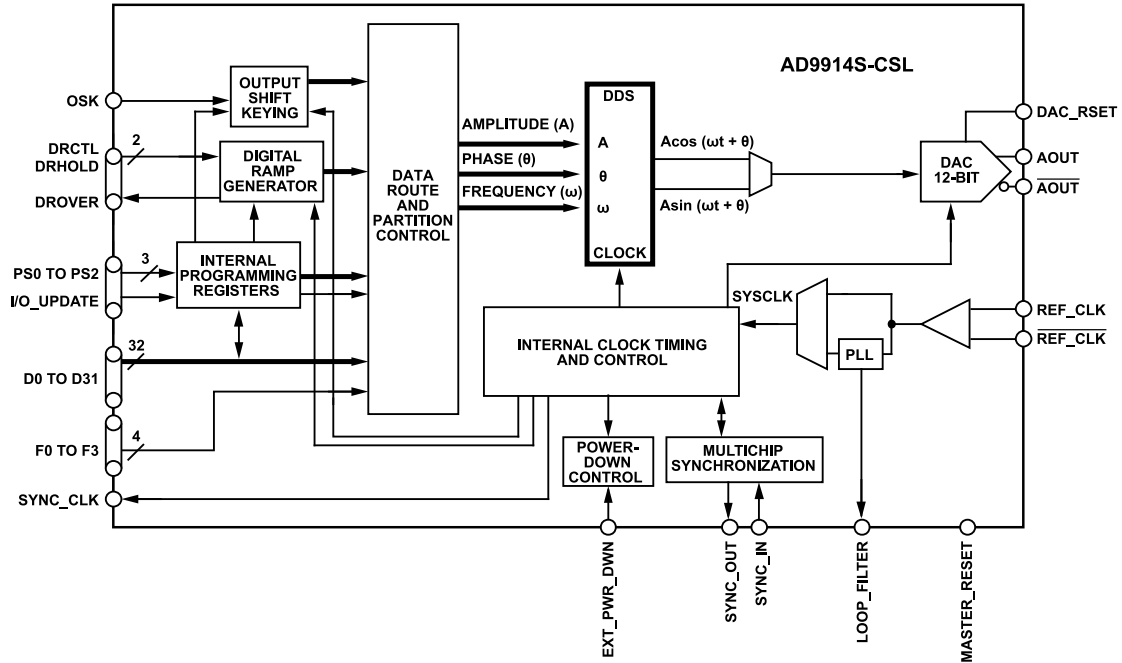 AD9914S-CSL
OSK
OUTPUT
SHIFT
KEYING
DRCTL
DRHOLD
2
DROVER
DIGITAL
RAMP
GENERATOR
PS0 TO PS2
3
I/O_UPDATE
INTERNAL
PROGRAMMING
REGISTERS
D0 TO D31
32
F0 TO F3
4
SYNC_CLK
DATA
ROUTE
AND
PARTITION
CONTROL
AMPLITUDE (A)
PHASE (θ)
FREQUENCY (ω)
DDS
A
θ
ω
CLOCK
Acos (ωt + θ)
Asin (ωt + θ)
DAC
12-BIT
DAC_RSET
AOUT
AOUT
INTERNAL CLOCK TIMING
AND CONTROL
SYSCLK
PLL
REF_CLK
REF_CLK
POWER-
DOWN
CONTROL
MULTICHIP
SYNCHRONIZATION
EXT_PWR_DWN
SYNC_OUT
SYNC_IN
LOOP_FILTER
MASTER_RESET